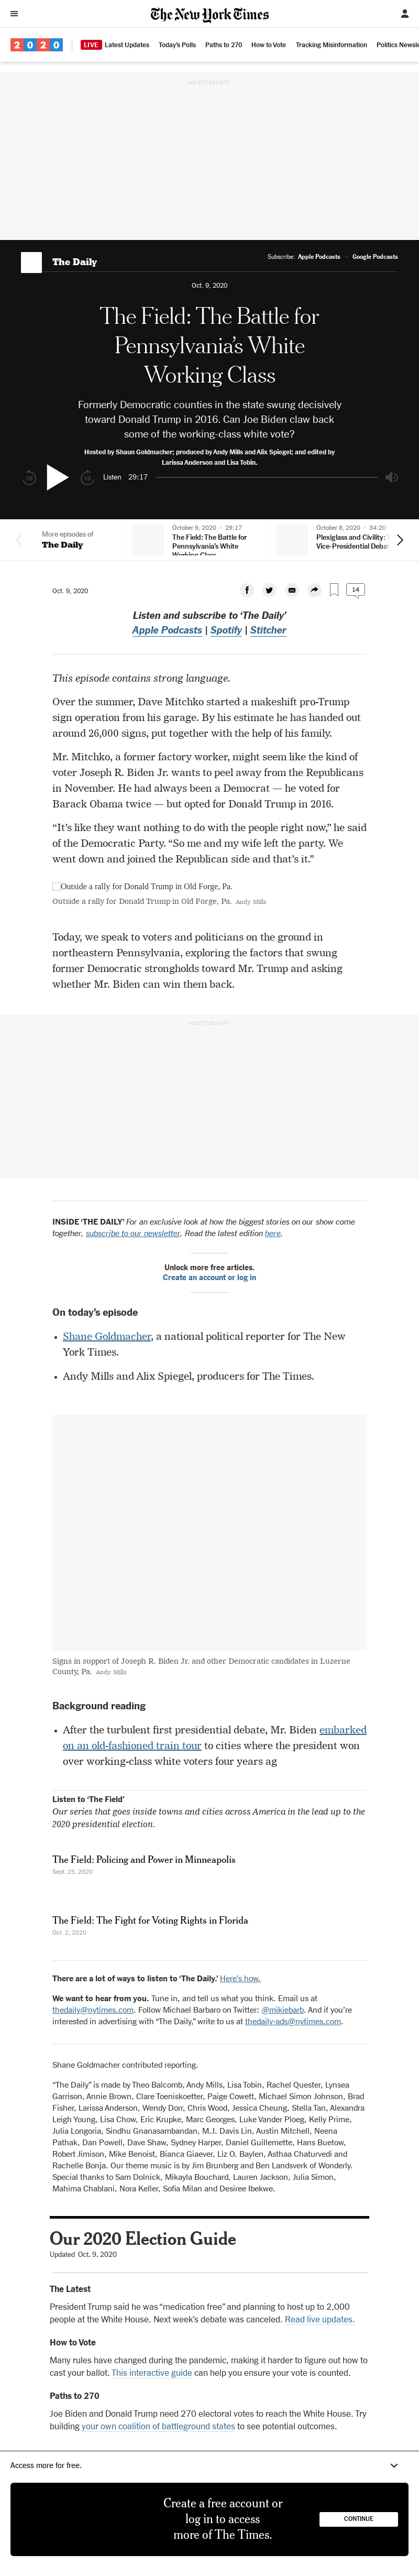 The New York Times
2020
LIVE Latest Updates Today's Polls Paths to 270 How to Vote Tracking Misinformation Politics Newsle
ADVERTISEMENT
The Daily
Subscribe: Apple Podcasts · Google Podcasts
Oct. 9, 2020
The Field: The Battle for
Pennsylvania's White
Working Class
Formerly Democratic counties in the state swung decisively
toward Donald Trump in 2016. Can Joe Biden claw back
some of the working-class white vote?
Hosted by Shaun Goldmacher; produced by Andy Mills and Alix Spiegel; and edited by
Larissa Anderson and Lisa Tobin.
10 10 Listen 29:17
More episodes of
The Daily
October 9, 2020 · 29:17
The Field: The Battle for
Pennsylvania's White
Working Class
October 8, 2020 · 34:20
Plexiglass and Civility: T
Vice-Presidential Debat
Oct. 9, 2020
14
Listen and subscribe to ‘The Daily’
Apple Podcasts | Spotify | Stitcher
This episode contains strong language.
Over the summer, Dave Mitchko started a makeshift pro-Trump
sign operation from his garage. By his estimate, he has handed out
around 26,000 signs, put together with the help of his family.
Mr. Mitchko, a former factory worker, might seem like the kind of
voter Joseph R. Biden Jr. wants to peel away from the Republicans
in November. He had always been a Democrat — he voted for
Barack Obama twice — but opted for Donald Trump in 2016.
“It’s like they want nothing to do with the people right now,” he said
of the Democratic Party. “So me and my wife left the party. We
went down and joined the Republican side and that’s it.”
Outside a rally for Donald Trump in Old Forge, Pa.
Outside a rally for Donald Trump in Old Forge, Pa. Andy Mills
Today, we speak to voters and politicians on the ground in
northeastern Pennsylvania, exploring the factors that swung
former Democratic strongholds toward Mr. Trump and asking
whether Mr. Biden can win them back.
ADVERTISEMENT
INSIDE ‘THE DAILY’ For an exclusive look at how the biggest stories on our show come
together, subscribe to our newsletter. Read the latest edition here.
Unlock more free articles.
Create an account or log in
On today’s episode
• Shane Goldmacher, a national political reporter for The New
York Times.
• Andy Mills and Alix Spiegel, producers for The Times.
Signs in support of Joseph R. Biden Jr. and other Democratic candidates in Luzerne
County, Pa. Andy Mills
Background reading
• After the turbulent first presidential debate, Mr. Biden embarked
on an old-fashioned train tour to cities where the president won
over working-class white voters four years ag
Listen to ‘The Field’
Our series that goes inside towns and cities across America in the lead up to the
2020 presidential election.
The Field: Policing and Power in Minneapolis
Sept. 25, 2020
The Field: The Fight for Voting Rights in Florida
Oct. 2, 2020
There are a lot of ways to listen to ‘The Daily.’ Here’s how.
We want to hear from you. Tune in, and tell us what you think. Email us at
thedaily@nytimes.com. Follow Michael Barbaro on Twitter: @mikiebarb. And if you’re
interested in advertising with “The Daily,” write to us at thedaily-ads@nytimes.com.
Shane Goldmacher contributed reporting.
“The Daily” is made by Theo Balcomb, Andy Mills, Lisa Tobin, Rachel Quester, Lynsea
Garrison, Annie Brown, Clare Toeniskoetter, Paige Cowett, Michael Simon Johnson, Brad
Fisher, Larissa Anderson, Wendy Dorr, Chris Wood, Jessica Cheung, Stella Tan, Alexandra
Leigh Young, Lisa Chow, Eric Krupke, Marc Georges, Luke Vander Ploeg, Kelly Prime,
Julia Longoria, Sindhu Gnanasambandan, M.J. Davis Lin, Austin Mitchell, Neena
Pathak, Dan Powell, Dave Shaw, Sydney Harper, Daniel Guillemette, Hans Buetow,
Robert Jimison, Mike Benoist, Bianca Giaever, Liz O. Baylen, Asthaa Chaturvedi and
Rachelle Bonja. Our theme music is by Jim Brunberg and Ben Landsverk of Wonderly.
Special thanks to Sam Dolnick, Mikayla Bouchard, Lauren Jackson, Julia Simon,
Mahima Chablani, Nora Keller, Sofia Milan and Desiree Ibekwe.
Our 2020 Election Guide
Updated Oct. 9, 2020
The Latest
President Trump said he was “medication free” and planning to host up to 2,000
people at the White House. Next week’s debate was canceled. Read live updates.
How to Vote
Many rules have changed during the pandemic, making it harder to figure out how to
cast your ballot. This interactive guide can help you ensure your vote is counted.
Paths to 270
Joe Biden and Donald Trump need 270 electoral votes to reach the White House. Try
building your own coalition of battleground states to see potential outcomes.
Access more for free.
Create a free account or
log in to access
more of The Times.
CONTINUE